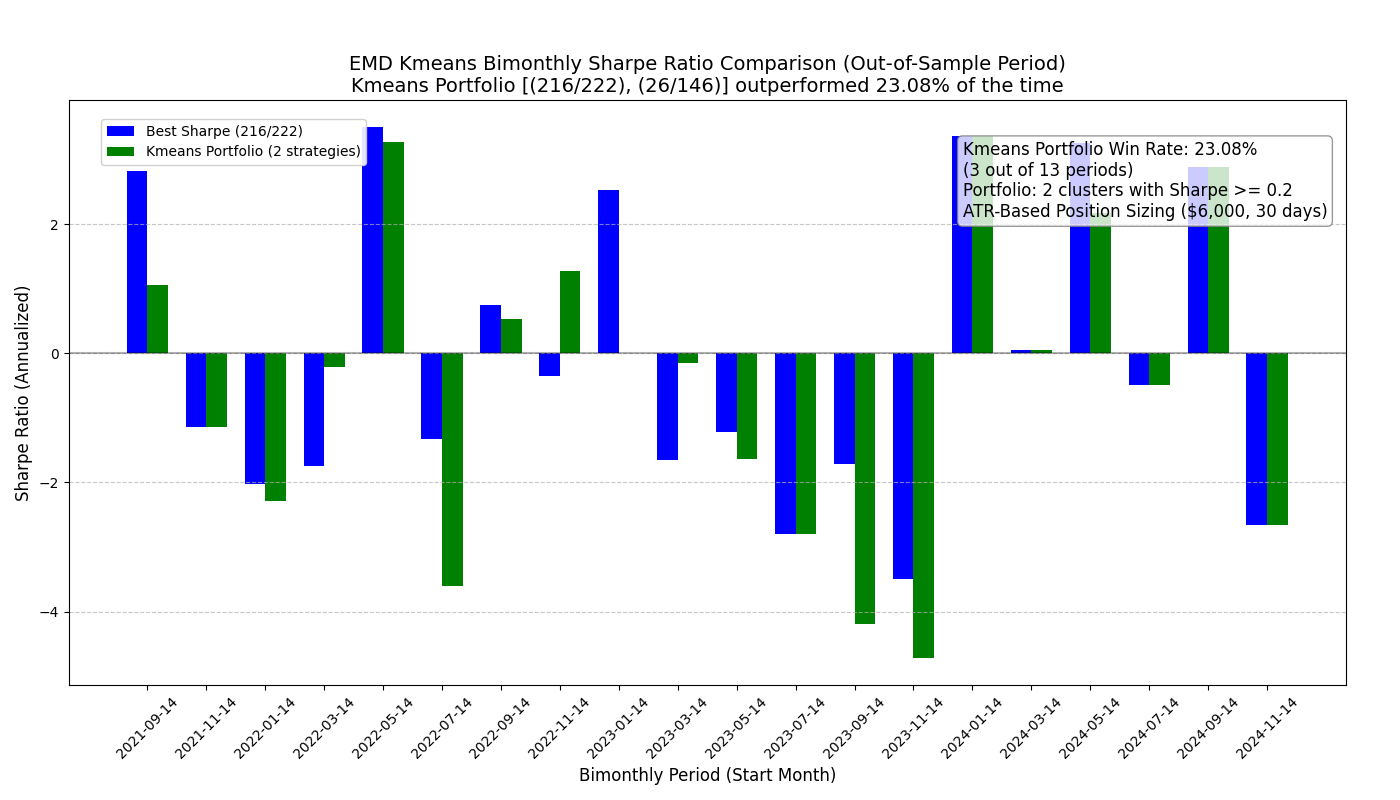 EMD Kmeans Bimonthly Sharpe Ratio Comparison (Out-of-Sample Period)
Kmeans Portfolio [(216/222), (26/146)] outperformed 23.08% of the time
Best Sharpe (216/222)
Kmeans Portfolio (2 strategies)
Kmeans Portfolio Win Rate: 23.08%
(3 out of 13 periods)
Portfolio: 2 clusters with Sharpe >= 0.2
ATR-Based Position Sizing ($6,000, 30 days)
Sharpe Ratio (Annualized)
2
0
−2
−4
2021-09-14
2021-11-14
2022-01-14
2022-03-14
2022-05-14
2022-07-14
2022-09-14
2022-11-14
2023-01-14
2023-03-14
2023-05-14
2023-07-14
2023-09-14
2023-11-14
2024-01-14
2024-03-14
2024-05-14
2024-07-14
2024-09-14
2024-11-14
Bimonthly Period (Start Month)